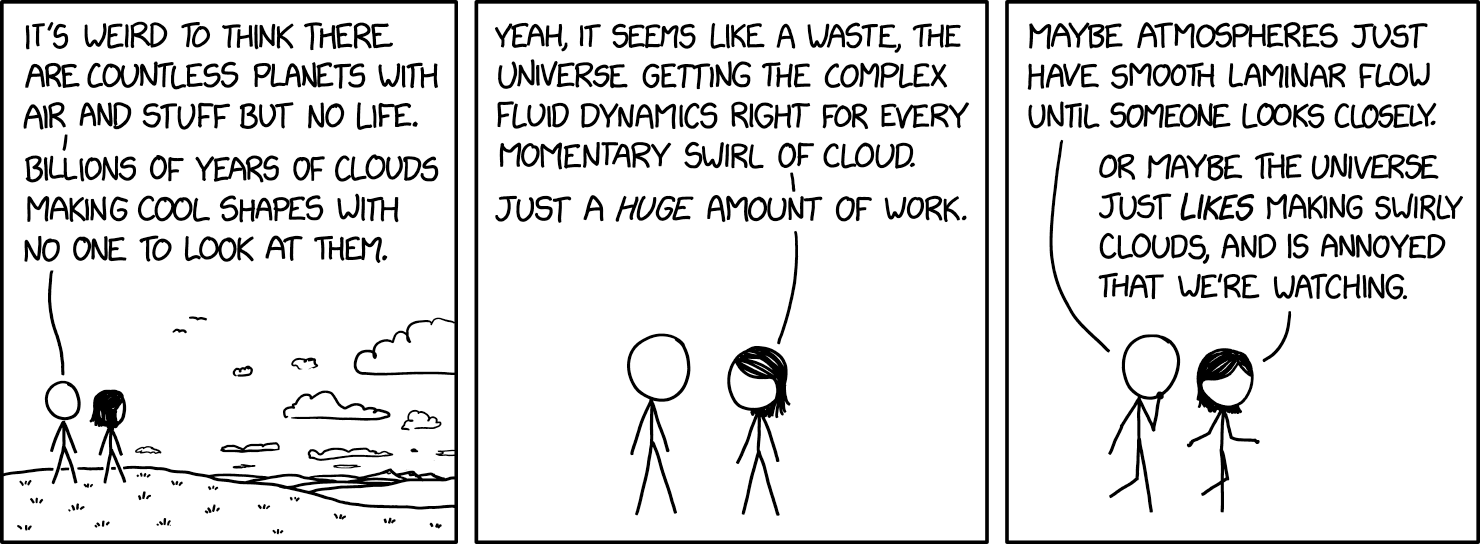 IT'S WEIRD TO THINK THERE
ARE COUNTLESS PLANETS WITH
AIR AND STUFF BUT NO LIFE.
BILLIONS OF YEARS OF CLOUDS
MAKING COOL SHAPES WITH
NO ONE TO LOOK AT THEM.
YEAH, IT SEEMS LIKE A WASTE, THE
UNIVERSE GETTING THE COMPLEX
FLUID DYNAMICS RIGHT FOR EVERY
MOMENTARY SWIRL OF CLOUD.
JUST A HUGE AMOUNT OF WORK.
MAYBE ATMOSPHERES JUST
HAVE SMOOTH LAMINAR FLOW
UNTIL SOMEONE LOOKS CLOSELY.
OR MAYBE THE UNIVERSE
JUST LIKES MAKING SWIRLY
CLOUDS, AND IS ANNOYED
THAT WE'RE WATCHING.